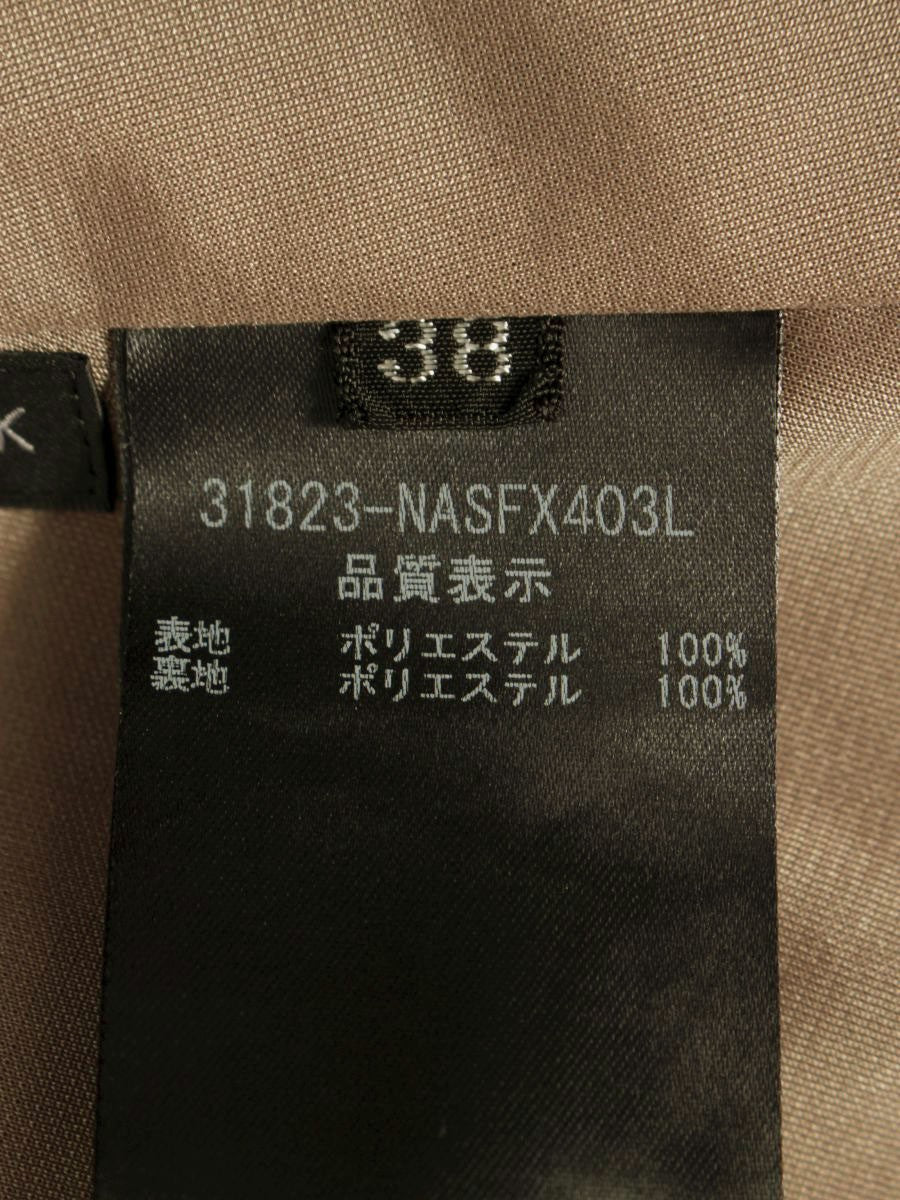 38
K
31823-NASFX403L
品質表示
表地 ポリエステル 100%
裏地 ポリエステル 100%